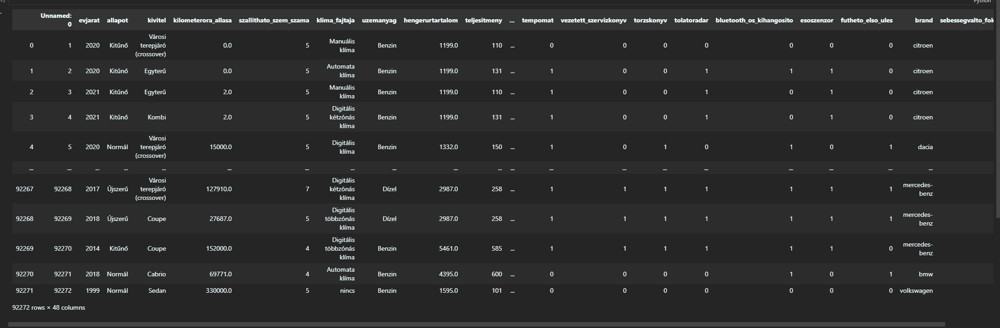 Python
Unnamed: 0 evjarat allapot kivitel kilometerora_allasa szallithato_szem_szama klima_fajtaja uzemanyag hengerurtartalom teljesitmeny ... tempomat vezetett_szervizkonyv torzskonyv tolatoradar bluetooth_os_kihangosito esoszenzor futheto_elso_ules brand sebessegvalto_fok
0 1 2020 Kitűnő Városi terepjáró (crossover) 0.0 5 Manuális klíma Benzin 1199.0 110 ... 0 0 0 0 0 0 0 citroen
1 2 2020 Kitűnő Egyterű 0.0 5 Automata klíma Benzin 1199.0 131 ... 1 0 0 1 1 1 0 citroen
2 3 2021 Kitűnő Egyterű 2.0 5 Manuális klíma Benzin 1199.0 110 ... 1 0 0 1 0 1 0 citroen
3 4 2021 Kitűnő Kombi 2.0 5 Digitális kétzónás klíma Benzin 1199.0 131 ... 1 0 0 1 0 1 0 citroen
4 5 2020 Normál Városi terepjáró (crossover) 15000.0 5 Digitális klíma Benzin 1332.0 150 ... 1 0 1 0 1 0 1 dacia
... ... ... ... ... ... ... ... ... ... ... ... ... ... ... ... ... ... ... ...
92267 92268 2017 Újszerű Városi terepjáró (crossover) 127910.0 7 Digitális kétzónás klíma Dízel 2987.0 258 ... 1 1 1 1 1 1 1 mercedes-benz
92268 92269 2018 Újszerű Coupe 27687.0 5 Digitális többzónás klíma Dízel 2987.0 258 ... 1 1 1 1 1 1 1 mercedes-benz
92269 92270 2014 Kitűnő Coupe 152000.0 4 Digitális többzónás klíma Benzin 5461.0 585 ... 1 1 1 1 1 1 0 mercedes-benz
92270 92271 2018 Normál Cabrio 69771.0 4 Automata klíma Benzin 4395.0 600 ... 0 0 0 0 1 0 1 bmw
92271 92272 1999 Normál Sedan 330000.0 5 nincs Benzin 1595.0 101 ... 0 0 0 0 0 0 0 volkswagen
92272 rows × 48 columns